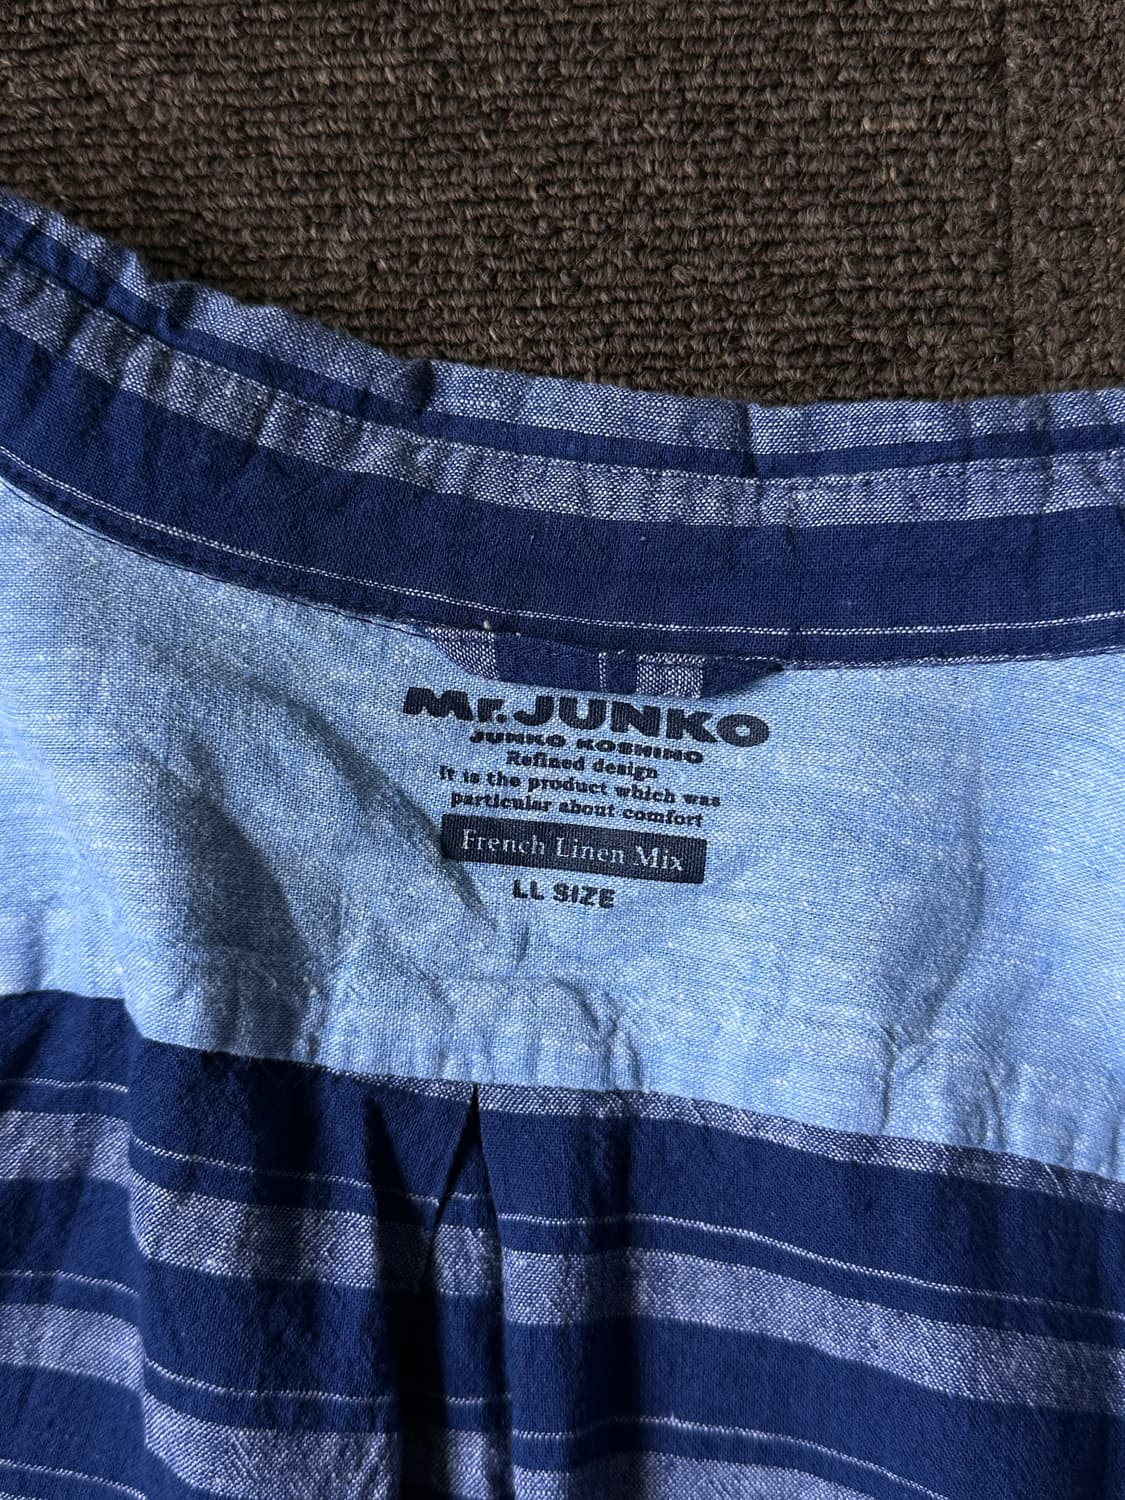 Mr.JUNKO
JUNKO KOSHINO
Refined design
It is the product which was
particular about comfort
French Linen Mix
LL SIZE